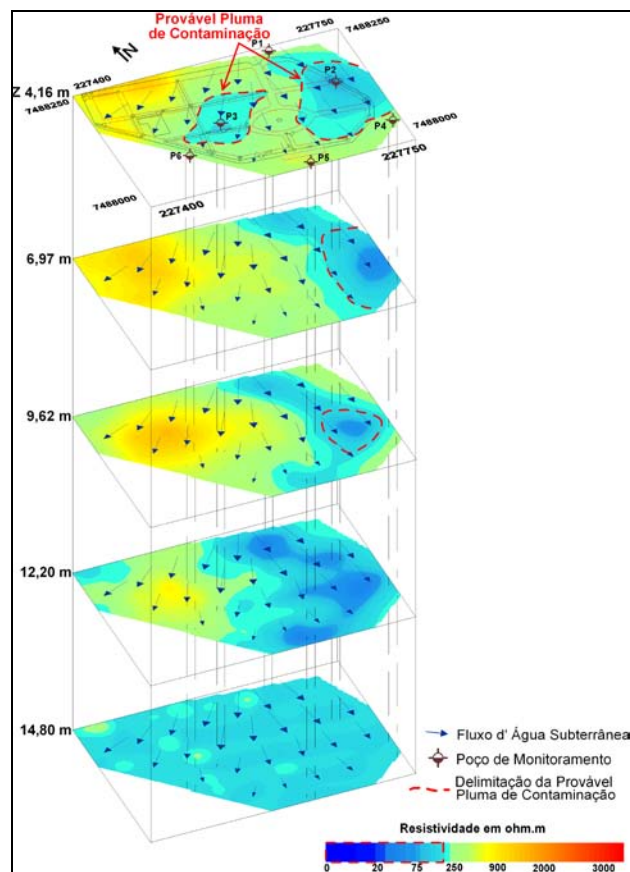 Provável Pluma
de Contaminação
N
P1
227750
7488250
227400
P2
Z 4,16 m
7488250
P3
P4
7488000
P6
P5
227750
7488000
227400
6,97 m
9,62 m
12,20 m
14,80 m
Fluxo d' Água Subterrânea
Poço de Monitoramento
Delimitação da Provável
Pluma de Contaminação
Resistividade em ohm.m
0 20 75 250 900 2000 3000